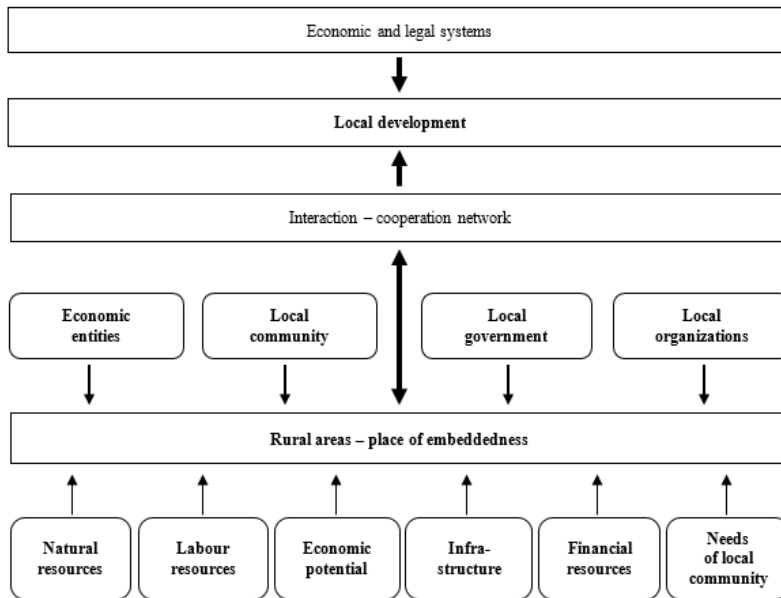 Economic and legal systems
Local development
Interaction – cooperation network
Economic
entities
Local
community
Local
government
Local
organizations
Rural areas – place of embeddedness
Natural
resources
Labour
resources
Economic
potential
Infra-
structure
Financial
resources
Needs
of local
community